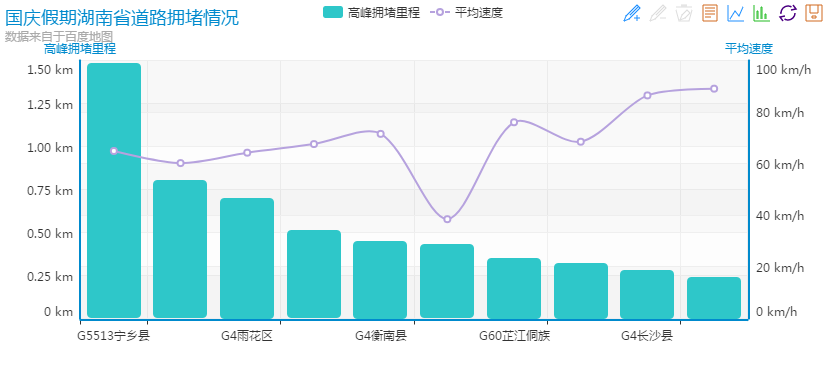 国庆假期湖南省道路拥堵情况
数据来自于百度地图
高峰拥堵里程 平均速度
高峰拥堵里程 平均速度
1.50 km 100 km/h
1.25 km 80 km/h
1.00 km 60 km/h
0.75 km 40 km/h
0.50 km 20 km/h
0.25 km 0 km/h
0 km
G5513宁乡县 G4雨花区 G4衡南县 G60芷江侗族 G4长沙县